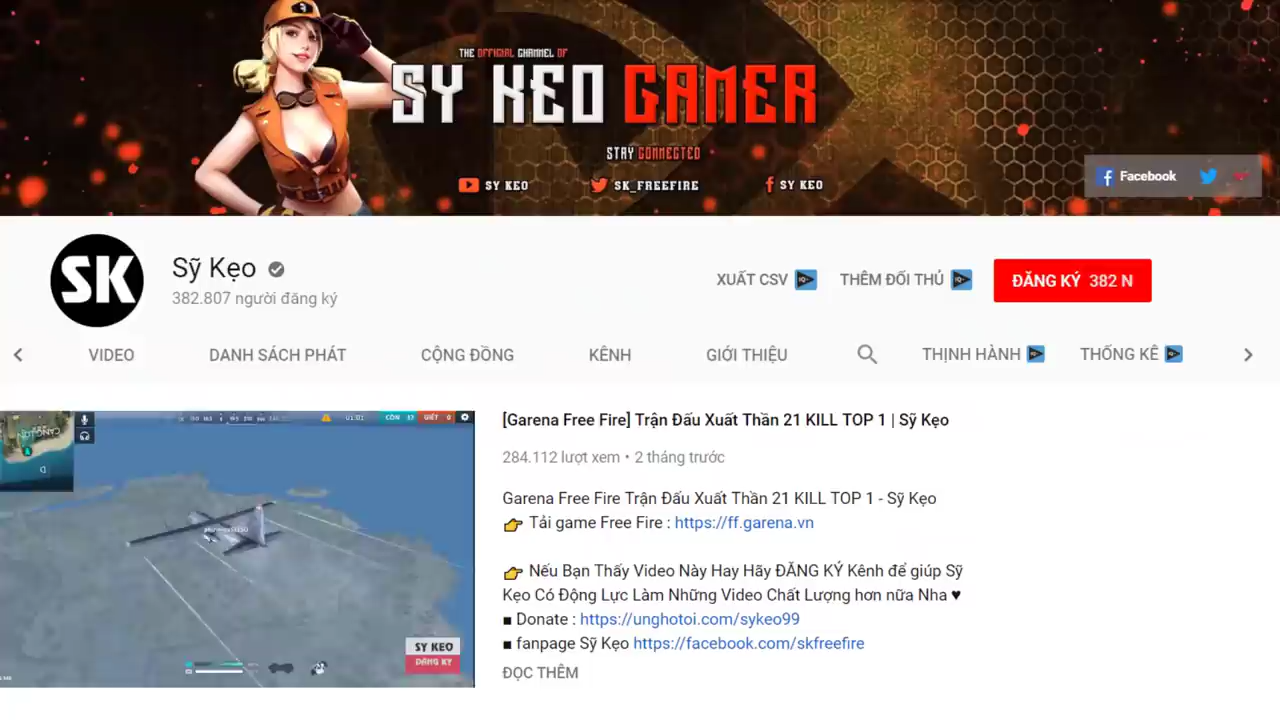 THE OFFICIAL CHANNEL OF
SY KEO GAMER
STAY CONNECTED
SY KEO
SK_FREEFIRE
SY KEO
Facebook
SK
Sỹ Kẹo
382.807 người đăng ký
XUẤT CSV
THÊM ĐỐI THỦ
ĐĂNG KÝ 382 N
VIDEO
DANH SÁCH PHÁT
CỘNG ĐỒNG
KÊNH
GIỚI THIỆU
THỊNH HÀNH
THỐNG KÊ
CÒN 37
GIẾT 0
SY KEO
ĐĂNG KÝ
[Garena Free Fire] Trận Đấu Xuất Thần 21 KILL TOP 1 | Sỹ Kẹo
284.112 lượt xem • 2 tháng trước
Garena Free Fire Trận Đấu Xuất Thần 21 KILL TOP 1 - Sỹ Kẹo
👉 Tải game Free Fire : https://ff.garena.vn
👉 Nếu Bạn Thấy Video Này Hay Hãy ĐĂNG KÝ Kênh để giúp Sỹ
Kẹo Có Động Lực Làm Những Video Chất Lượng hơn nữa Nha ♥
■ Donate : https://unghotoi.com/sykeo99
■ fanpage Sỹ Kẹo https://facebook.com/skfreefire
ĐỌC THÊM